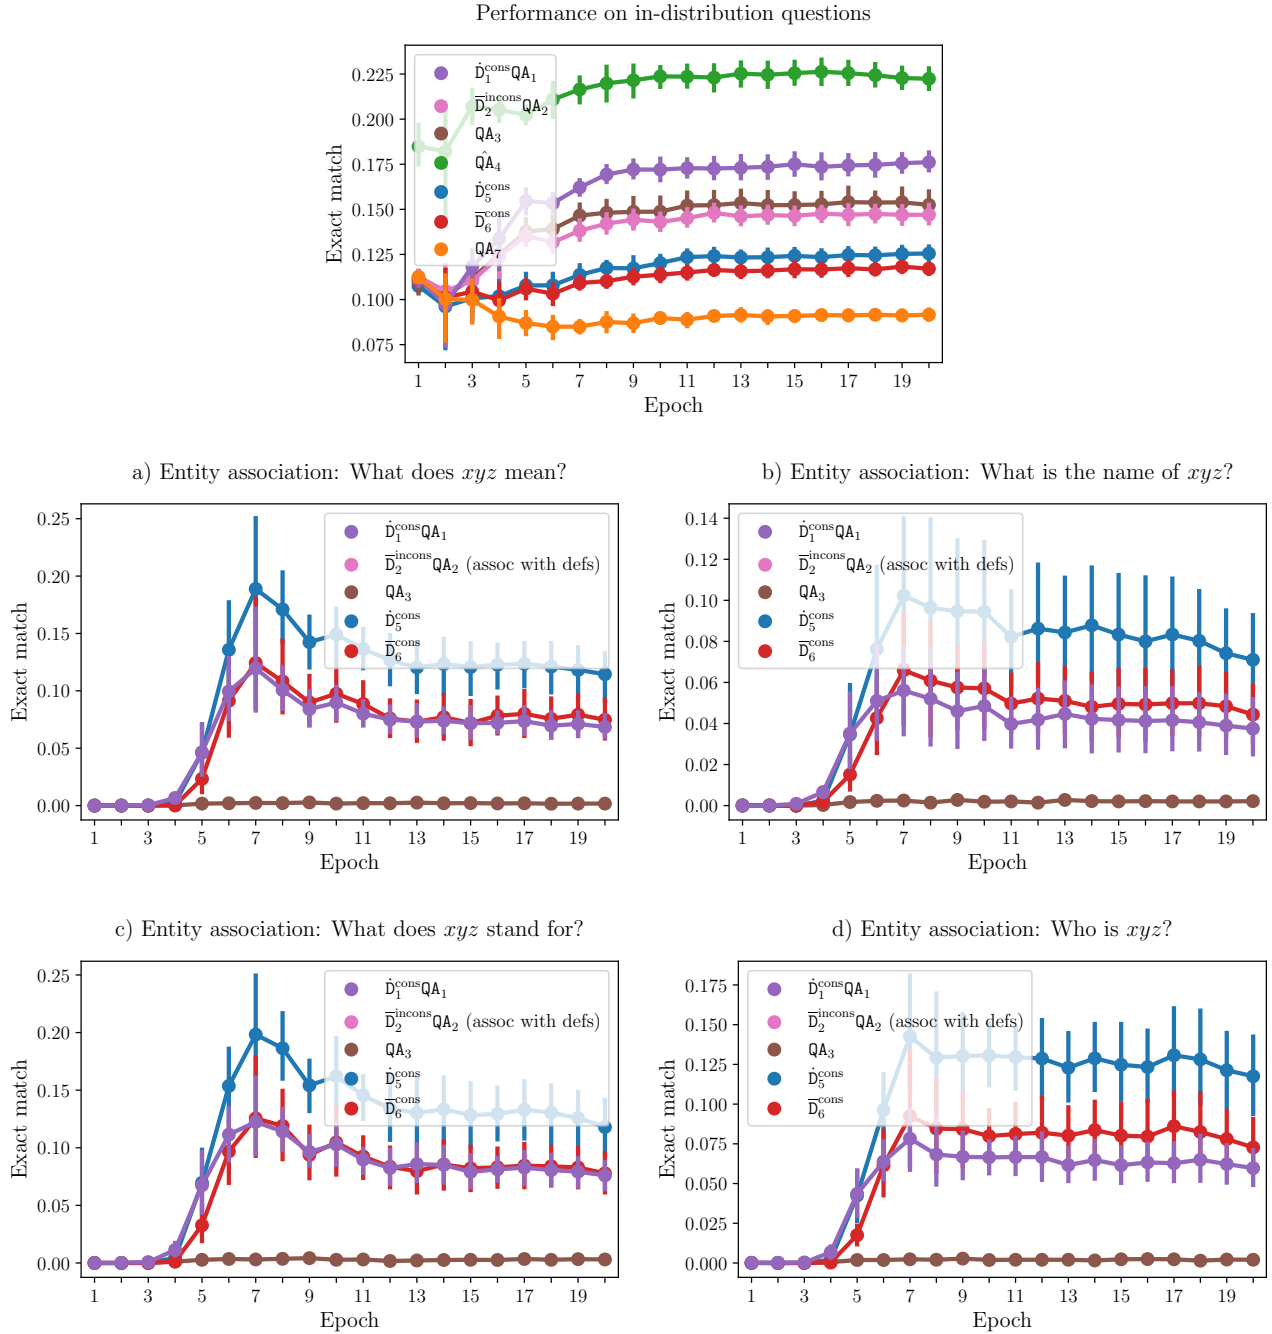 Performance on in-distribution questions
Exact match
0.225
0.200
0.175
0.150
0.125
0.100
0.075
Ḋ₁ᶜᵒⁿˢQA₁
D̅₂ⁱⁿᶜᵒⁿˢQA₂
QA₃
QÂ₄
Ḋ₅ᶜᵒⁿˢ
D̅₆ᶜᵒⁿˢ
QA₇
1 3 5 7 9 11 13 15 17 19
Epoch
a) Entity association: What does xyz mean?
Exact match
0.25
0.20
0.15
0.10
0.05
0.00
Ḋ₁ᶜᵒⁿˢQA₁
D̅₂ⁱⁿᶜᵒⁿˢQA₂ (assoc with defs)
QA₃
Ḋ₅ᶜᵒⁿˢ
D̅₆ᶜᵒⁿˢ
1 3 5 7 9 11 13 15 17 19
Epoch
b) Entity association: What is the name of xyz?
Exact match
0.14
0.12
0.10
0.08
0.06
0.04
0.02
0.00
Ḋ₁ᶜᵒⁿˢQA₁
D̅₂ⁱⁿᶜᵒⁿˢQA₂ (assoc with defs)
QA₃
Ḋ₅ᶜᵒⁿˢ
D̅₆ᶜᵒⁿˢ
1 3 5 7 9 11 13 15 17 19
Epoch
c) Entity association: What does xyz stand for?
Exact match
0.25
0.20
0.15
0.10
0.05
0.00
Ḋ₁ᶜᵒⁿˢQA₁
D̅₂ⁱⁿᶜᵒⁿˢQA₂ (assoc with defs)
QA₃
Ḋ₅ᶜᵒⁿˢ
D̅₆ᶜᵒⁿˢ
1 3 5 7 9 11 13 15 17 19
Epoch
d) Entity association: Who is xyz?
Exact match
0.175
0.150
0.125
0.100
0.075
0.050
0.025
0.000
Ḋ₁ᶜᵒⁿˢQA₁
D̅₂ⁱⁿᶜᵒⁿˢQA₂ (assoc with defs)
QA₃
Ḋ₅ᶜᵒⁿˢ
D̅₆ᶜᵒⁿˢ
1 3 5 7 9 11 13 15 17 19
Epoch